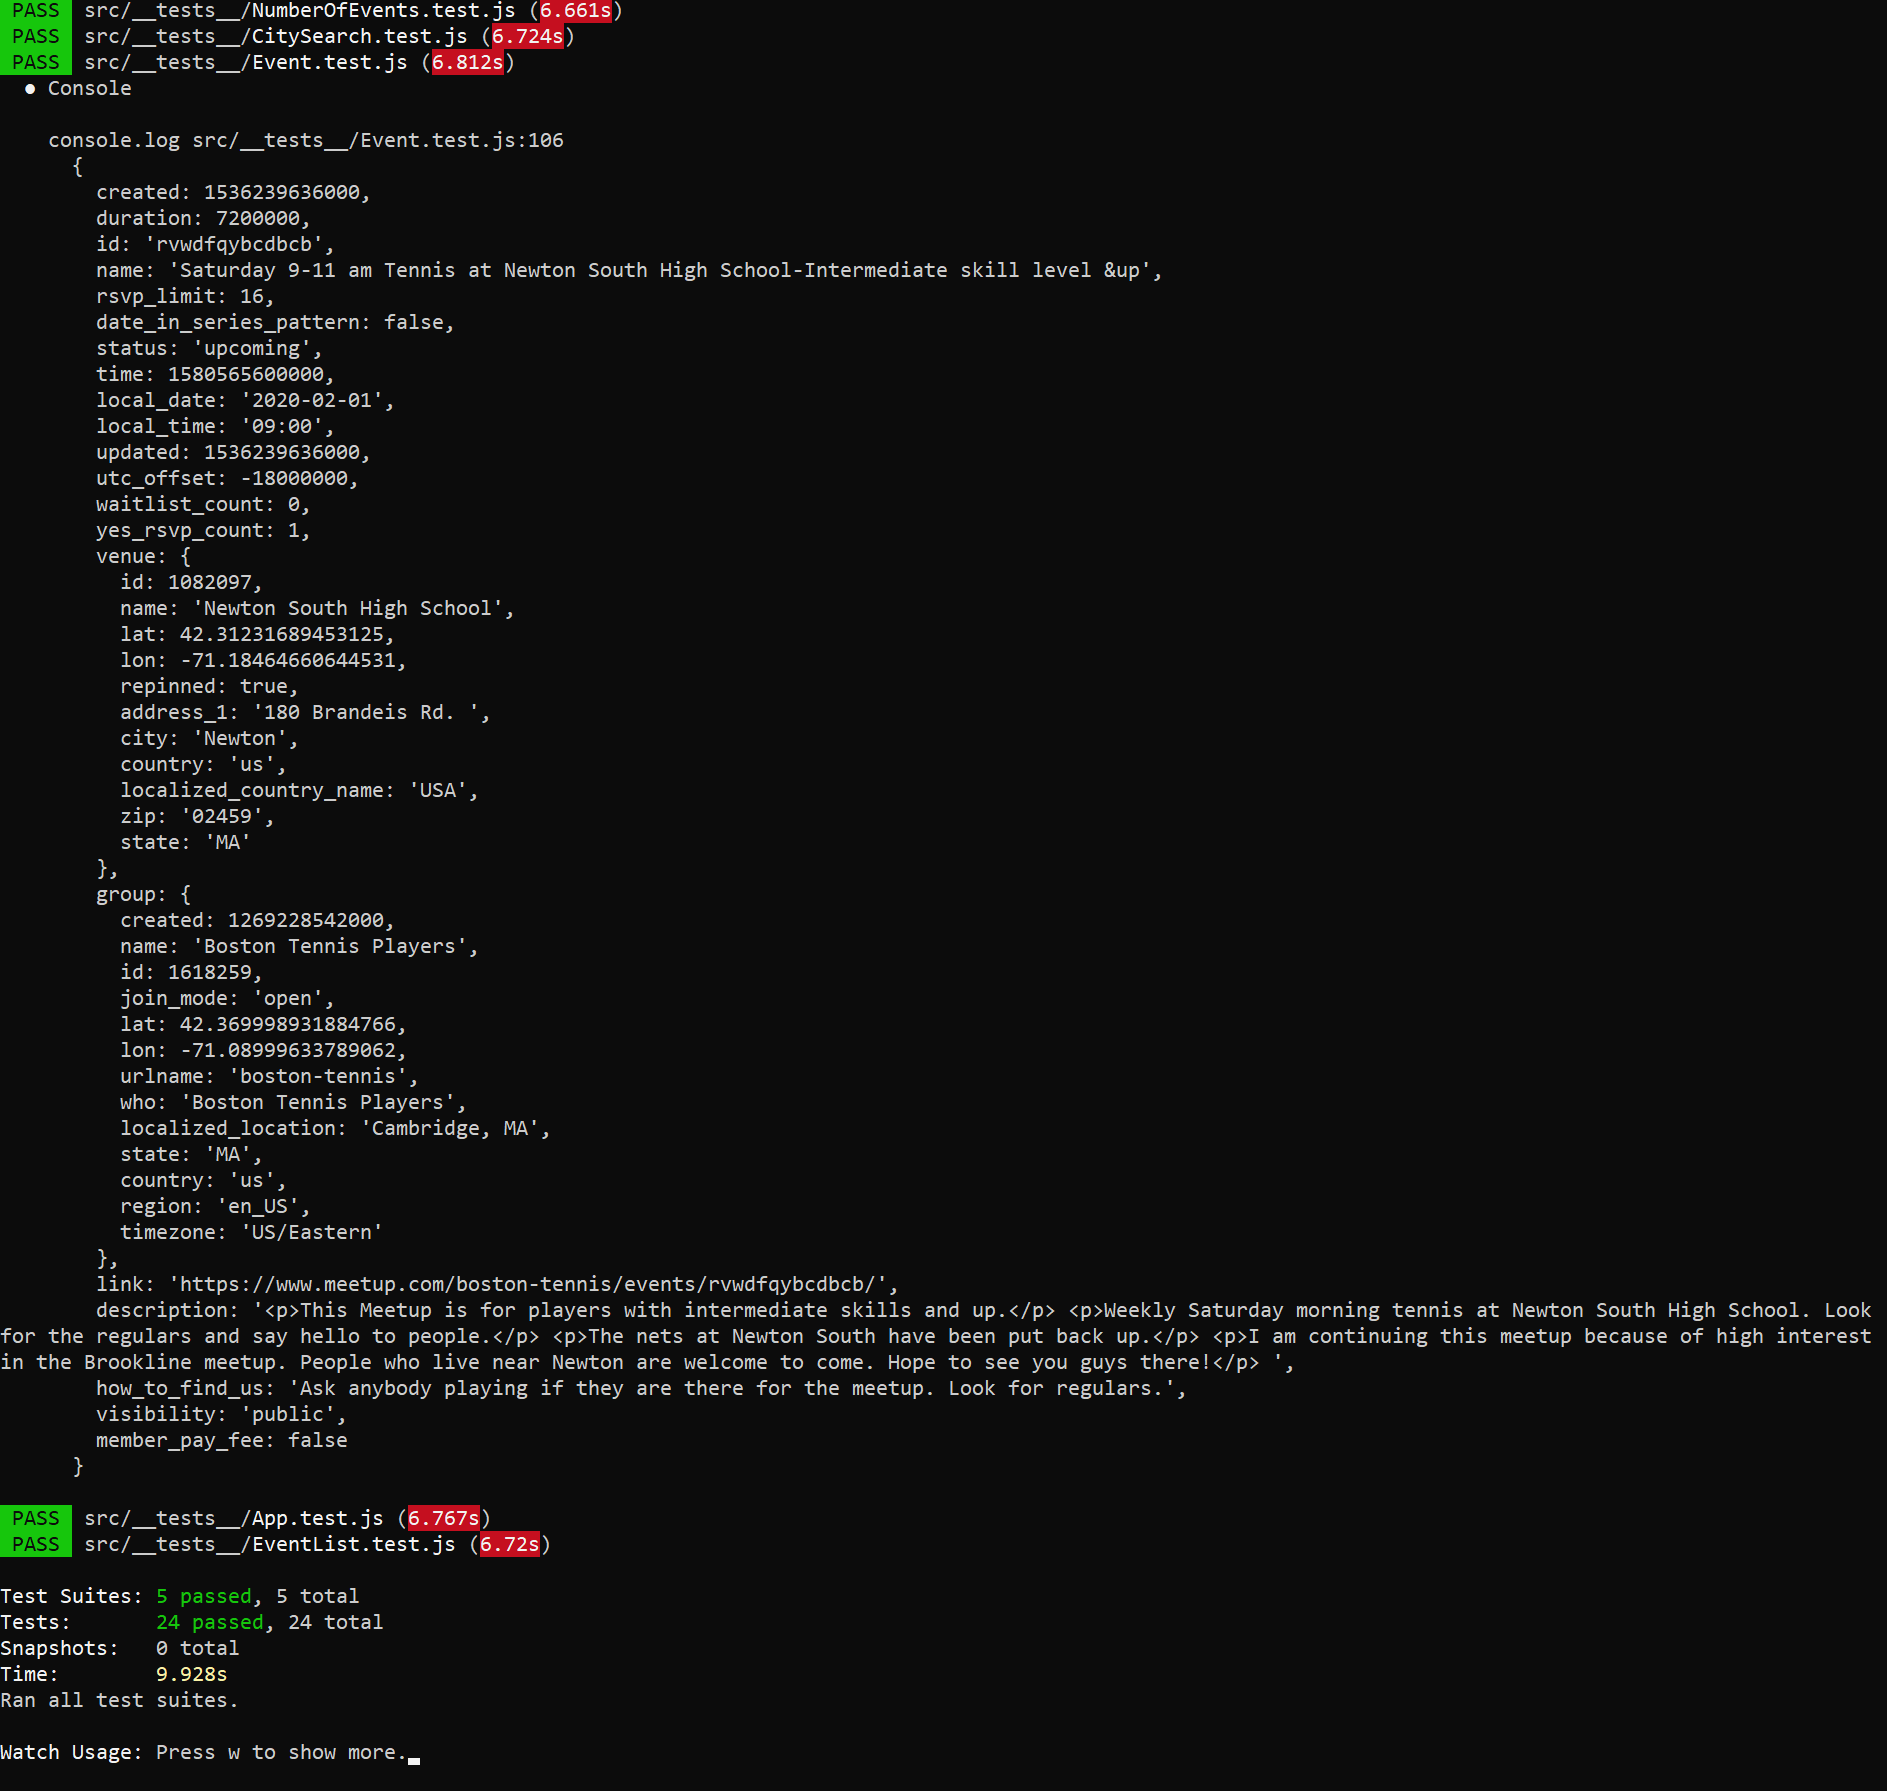 PASS src/__tests__/NumberOfEvents.test.js (6.661s)
PASS src/__tests__/CitySearch.test.js (6.724s)
PASS src/__tests__/Event.test.js (6.812s)
● Console
console.log src/__tests__/Event.test.js:106
{
created: 1536239636000,
duration: 7200000,
id: 'rvwdfqybcdbcb',
name: 'Saturday 9-11 am Tennis at Newton South High School-Intermediate skill level &up',
rsvp_limit: 16,
date_in_series_pattern: false,
status: 'upcoming',
time: 1580565600000,
local_date: '2020-02-01',
local_time: '09:00',
updated: 1536239636000,
utc_offset: -18000000,
waitlist_count: 0,
yes_rsvp_count: 1,
venue: {
id: 1082097,
name: 'Newton South High School',
lat: 42.31231689453125,
lon: -71.18464660644531,
repinned: true,
address_1: '180 Brandeis Rd. ',
city: 'Newton',
country: 'us',
localized_country_name: 'USA',
zip: '02459',
state: 'MA'
},
group: {
created: 1269228542000,
name: 'Boston Tennis Players',
id: 1618259,
join_mode: 'open',
lat: 42.369998931884766,
lon: -71.08999633789062,
urlname: 'boston-tennis',
who: 'Boston Tennis Players',
localized_location: 'Cambridge, MA',
state: 'MA',
country: 'us',
region: 'en_US',
timezone: 'US/Eastern'
},
link: 'https://www.meetup.com/boston-tennis/events/rvwdfqybcdbcb/',
description: '<p>This Meetup is for players with intermediate skills and up.</p> <p>Weekly Saturday morning tennis at Newton South High School. Look
for the regulars and say hello to people.</p> <p>The nets at Newton South have been put back up.</p> <p>I am continuing this meetup because of high interest
in the Brookline meetup. People who live near Newton are welcome to come. Hope to see you guys there!</p> ',
how_to_find_us: 'Ask anybody playing if they are there for the meetup. Look for regulars.',
visibility: 'public',
member_pay_fee: false
}
PASS src/__tests__/App.test.js (6.767s)
PASS src/__tests__/EventList.test.js (6.72s)
Test Suites: 5 passed, 5 total
Tests: 24 passed, 24 total
Snapshots: 0 total
Time: 9.928s
Ran all test suites.
Watch Usage: Press w to show more.